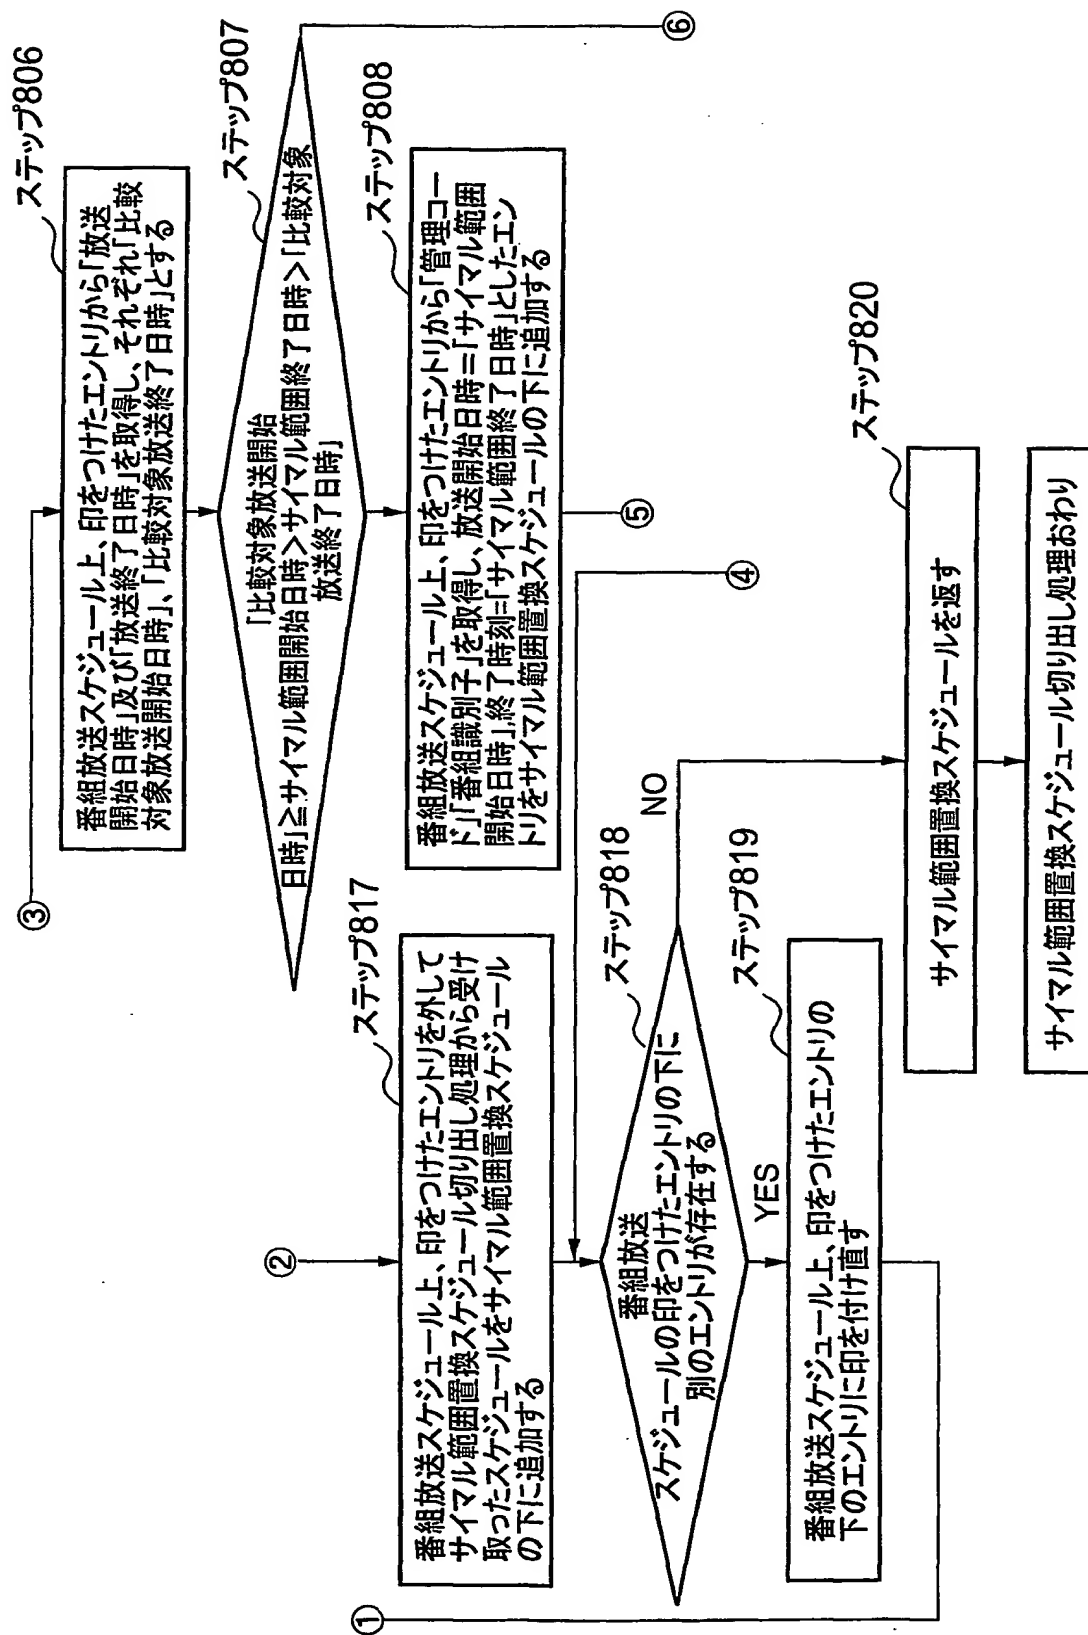 ③
ステップ806
番組放送スケジュール上、印をつけたエントリから「放送
開始日時」及び「放送終了日時」を取得し、それぞれ「比較
対象放送開始日時」、「比較対象放送終了日時」とする
ステップ807
「比較対象放送開始
日時」≧サイマル範囲開始日時>サイマル範囲終了日時>「比較対象
放送終了日時」
⑥
ステップ808
番組放送スケジュール上、印をつけたエントリから「管理コー
ド」「番組識別子」を取得し、放送開始日時=「サイマル範囲
開始日時」,終了時刻=「サイマル範囲終了日時」としたエン
トリをサイマル範囲置換スケジュールの下に追加する
⑤
②
ステップ817
番組放送スケジュール上、印をつけたエントリを外して
サイマル範囲置換スケジュール切り出し処理から受け
取ったスケジュールをサイマル範囲置換スケジュール
の下に追加する
④
ステップ818
番組放送
スケジュールの印をつけたエントリの下に
別のエントリが存在する
NO
YES
ステップ819
番組放送スケジュール上、印をつけたエントリの
下のエントリに印を付け直す
①
ステップ820
サイマル範囲置換スケジュールを返す
サイマル範囲置換スケジュール切り出し処理おわり